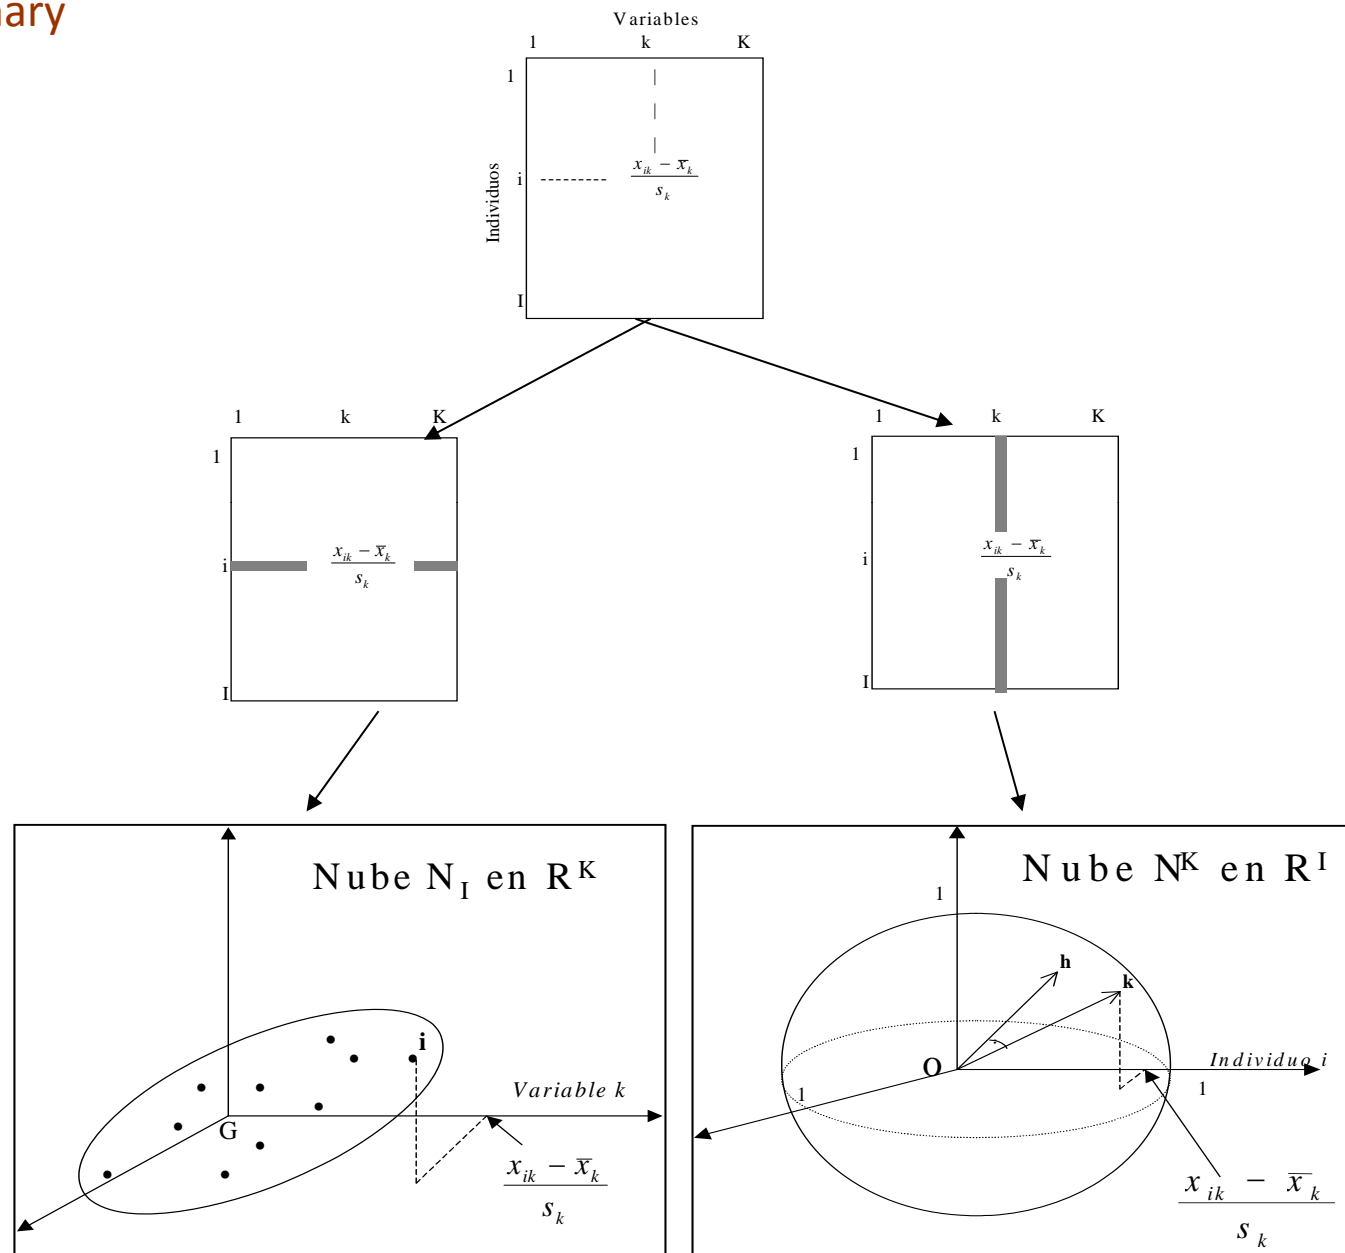 nary
Variables
1 k K
1
Individuos
i
x_ik − x̄_k
s_k
I
1 k K
1
i
x_ik − x̄_k
s_k
I
1 k K
1
i
x_ik − x̄_k
s_k
I
Nube N_I en R^K
i
Variable k
G
x_ik − x̄_k
s_k
Nube N^K en R^I
1
h
k
O
Individuo i
1
1
x_ik − x̄_k
s_k